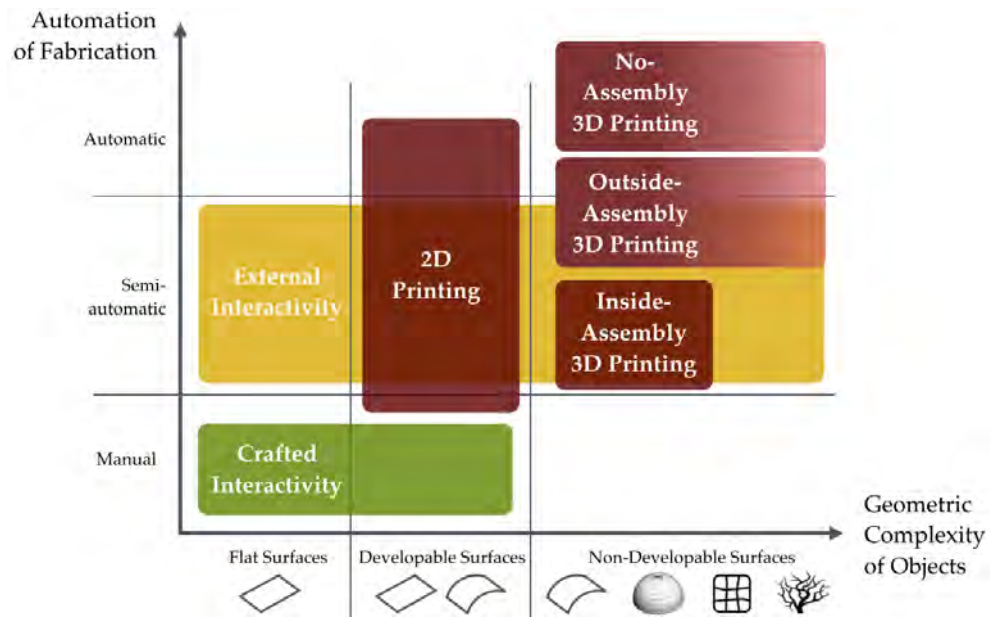 Automation
of Fabrication
No-
Assembly
3D Printing
Automatic
Outside-
Assembly
3D Printing
External
Interactivity
2D
Printing
Semi-
automatic
Inside-
Assembly
3D Printing
Manual
Crafted
Interactivity
Geometric
Complexity
of Objects
Flat Surfaces
Developable Surfaces
Non-Developable Surfaces